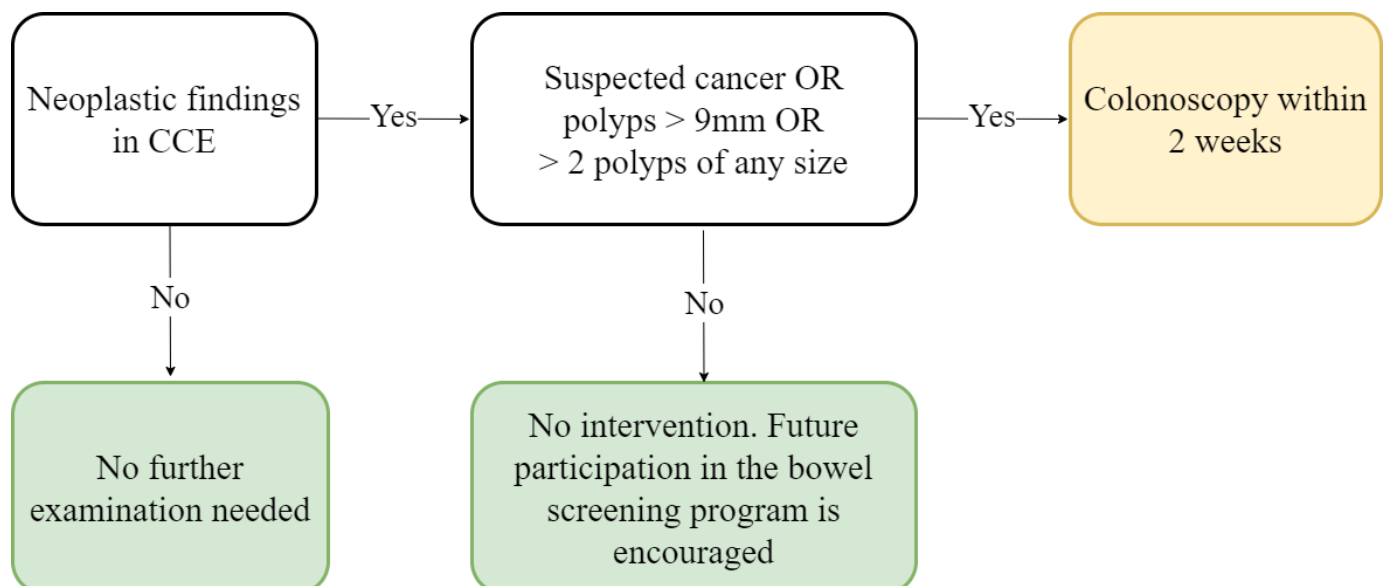 Neoplastic findings
in CCE
Yes
Suspected cancer OR
polyps > 9mm OR
> 2 polyps of any size
Yes
Colonoscopy within
2 weeks
No
No
No further
examination needed
No intervention. Future
participation in the bowel
screening program is
encouraged